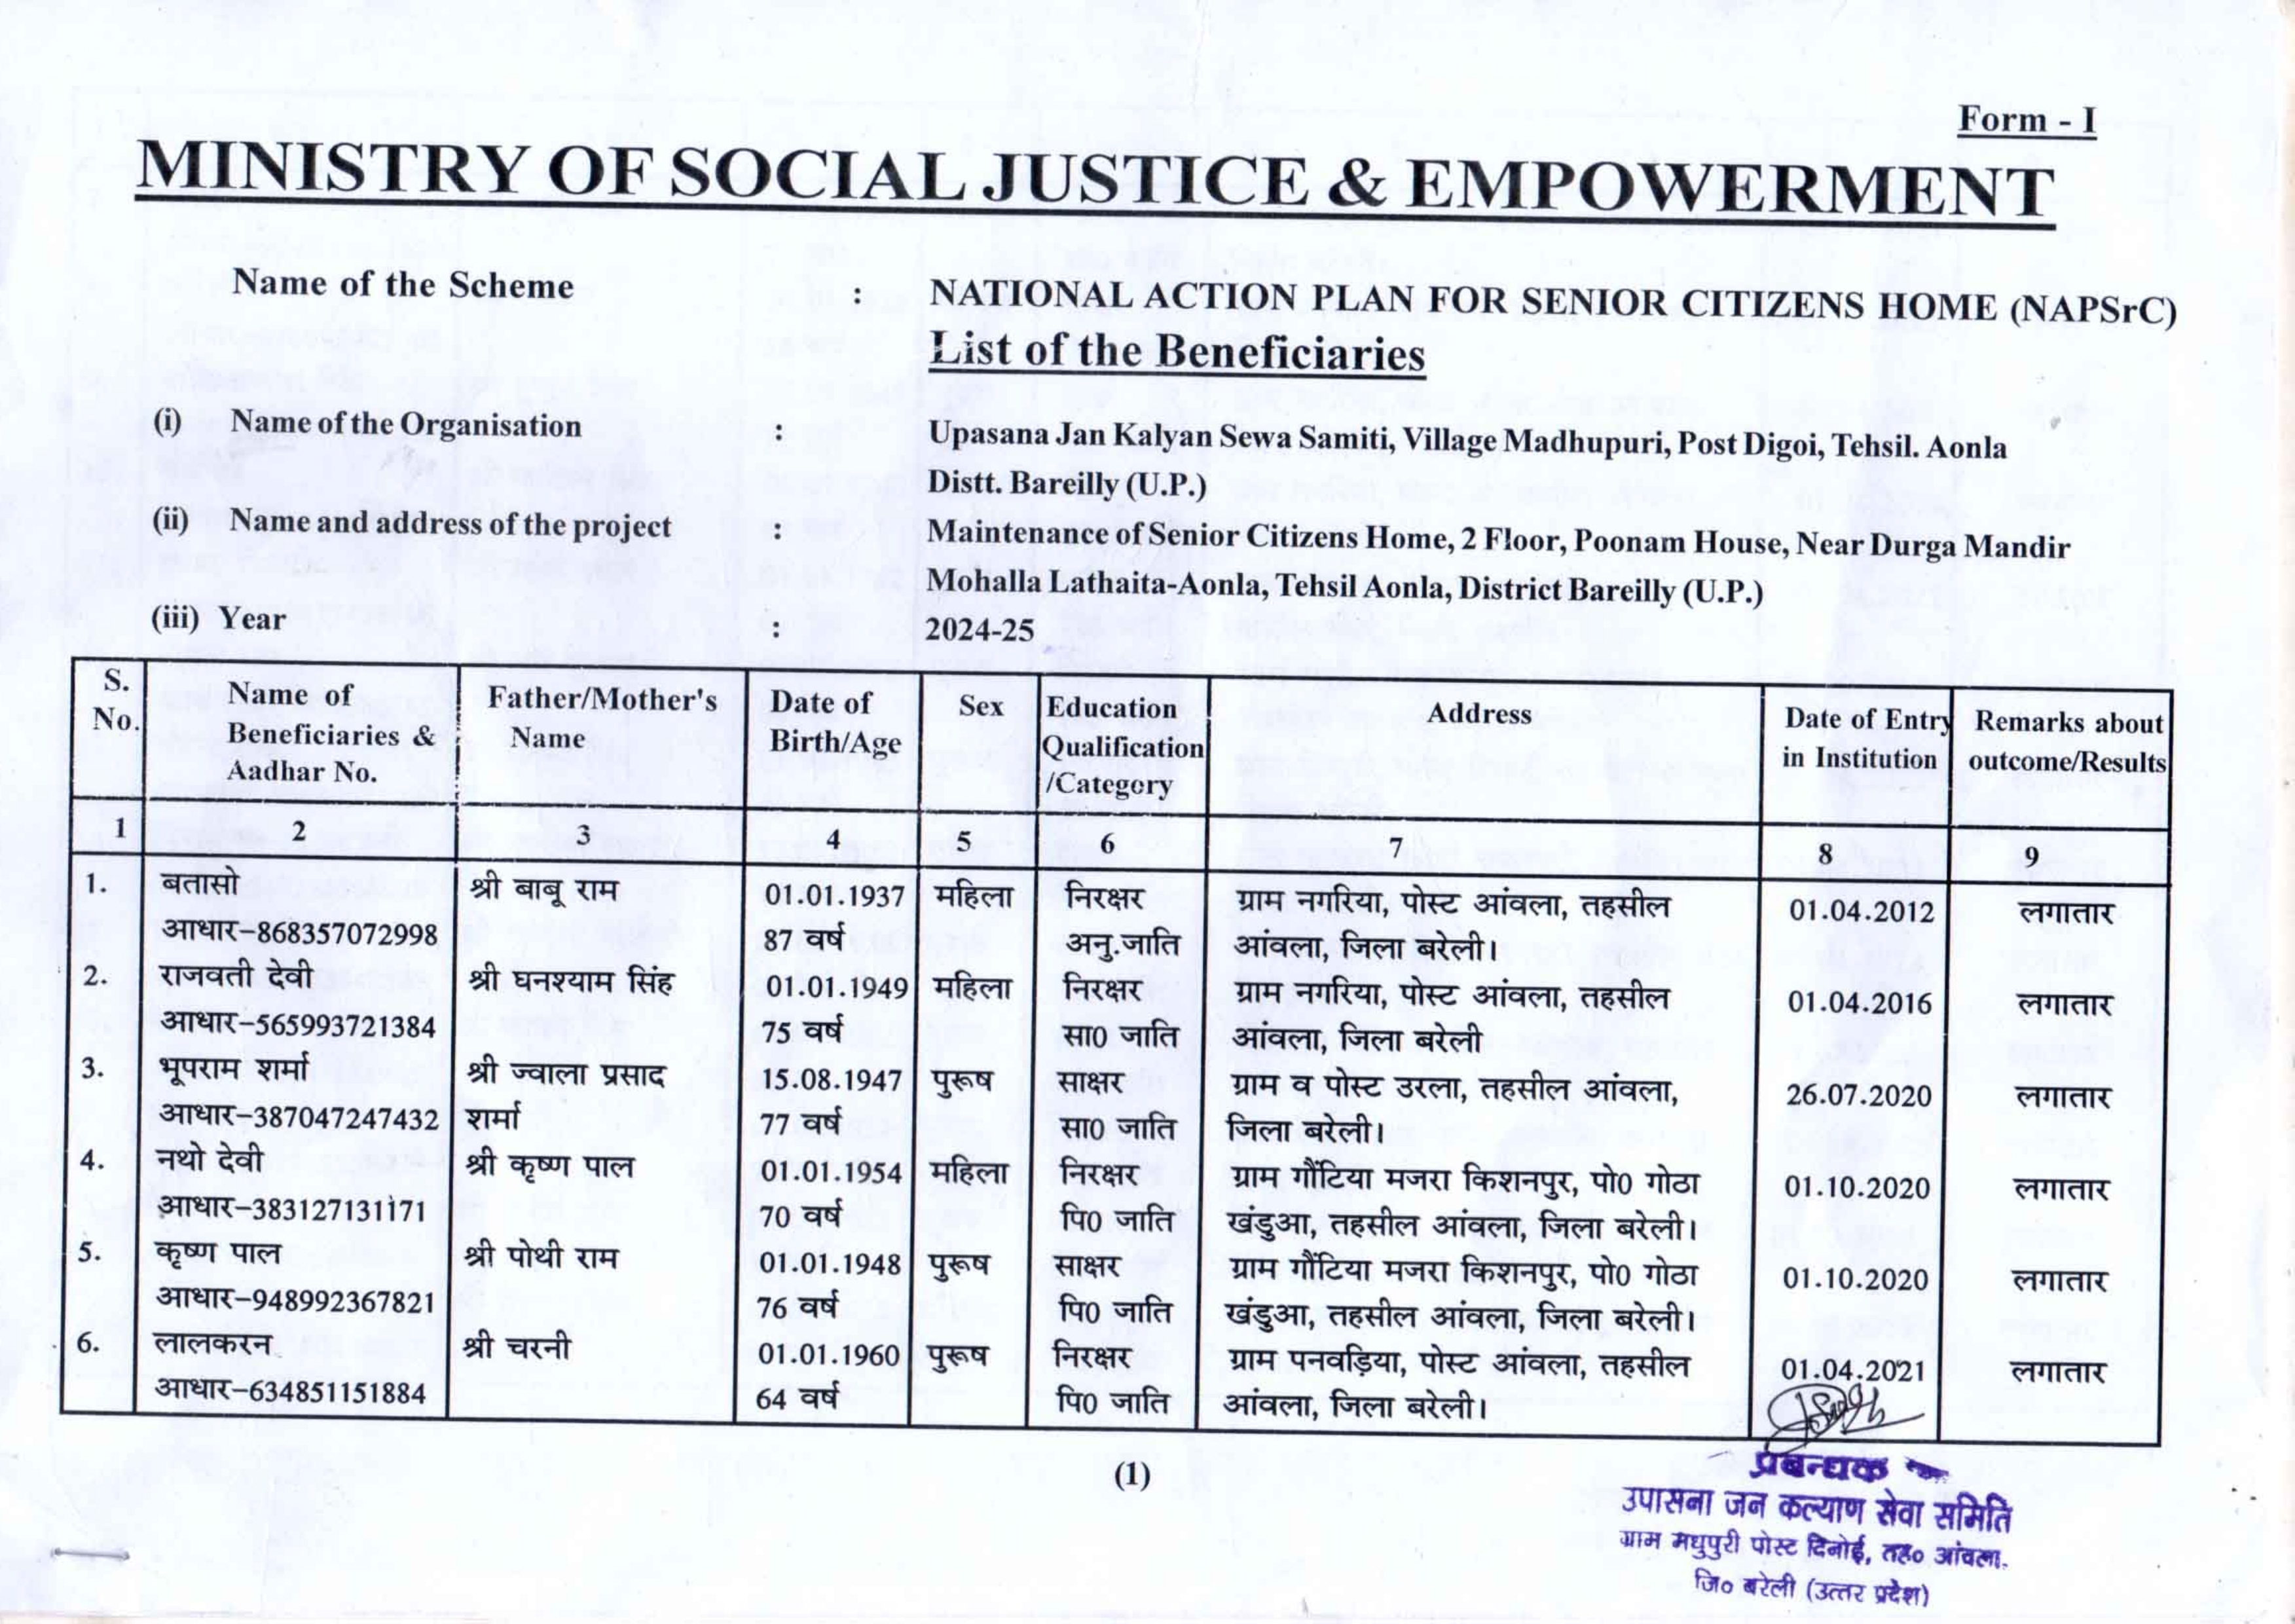 Form - I
MINISTRY OF SOCIAL JUSTICE & EMPOWERMENT
Name of the Scheme : NATIONAL ACTION PLAN FOR SENIOR CITIZENS HOME (NAPSrC)
List of the Beneficiaries
(i) Name of the Organisation : Upasana Jan Kalyan Sewa Samiti, Village Madhupuri, Post Digoi, Tehsil. Aonla
Distt. Bareilly (U.P.)
(ii) Name and address of the project : Maintenance of Senior Citizens Home, 2 Floor, Poonam House, Near Durga Mandir
Mohalla Lathaita-Aonla, Tehsil Aonla, District Bareilly (U.P.)
(iii) Year : 2024-25
S. Name of Father/Mother's Date of Sex Education Address Date of Entry Remarks about
No. Beneficiaries & Name Birth/Age Qualification in Institution outcome/Results
Aadhar No. /Category
1 2 3 4 5 6 7 8 9
1. बतासो श्री बाबू राम 01.01.1937 महिला निरक्षर ग्राम नगरिया, पोस्ट आंवला, तहसील 01.04.2012 लगातार
आधार–868357072998 87 वर्ष अनु.जाति आंवला, जिला बरेली।
2. राजवती देवी श्री घनश्याम सिंह 01.01.1949 महिला निरक्षर ग्राम नगरिया, पोस्ट आंवला, तहसील 01.04.2016 लगातार
आधार–565993721384 75 वर्ष सा0 जाति आंवला, जिला बरेली
3. भूपराम शर्मा श्री ज्वाला प्रसाद 15.08.1947 पुरूष साक्षर ग्राम व पोस्ट उरला, तहसील आंवला, 26.07.2020 लगातार
आधार–387047247432 शर्मा 77 वर्ष सा0 जाति जिला बरेली।
4. नथो देवी श्री कृष्ण पाल 01.01.1954 महिला निरक्षर ग्राम गौंटिया मजरा किशनपुर, पो0 गोठा 01.10.2020 लगातार
आधार–383127131171 70 वर्ष पि0 जाति खंडुआ, तहसील आंवला, जिला बरेली।
5. कृष्ण पाल श्री पोथी राम 01.01.1948 पुरूष साक्षर ग्राम गौंटिया मजरा किशनपुर, पो0 गोठा 01.10.2020 लगातार
आधार–948992367821 76 वर्ष पि0 जाति खंडुआ, तहसील आंवला, जिला बरेली।
6. लालकरन श्री चरनी 01.01.1960 पुरूष निरक्षर ग्राम पनवड़िया, पोस्ट आंवला, तहसील 01.04.2021 लगातार
आधार–634851151884 64 वर्ष पि0 जाति आंवला, जिला बरेली।
(1)
प्रबन्धक
उपासना जन कल्याण सेवा समिति
ग्राम मधुपुरी पोस्ट दिगोई, तह० आंवला.
जि० बरेली (उत्तर प्रदेश)